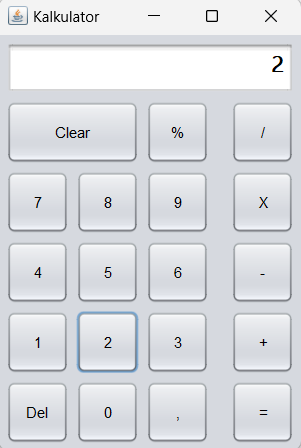 Kalkulator
2
Clear % /
7 8 9 X
4 5 6 -
1 2 3 +
Del 0 , =